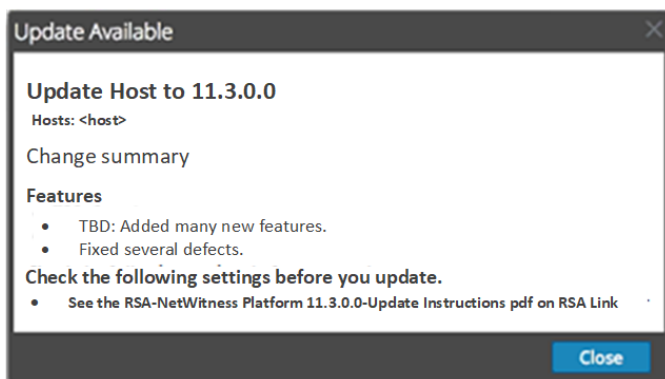 Update Available
Update Host to 11.3.0.0
Hosts: <host>
Change summary
Features
• TBD: Added many new features.
• Fixed several defects.
Check the following settings before you update.
• See the RSA-NetWitness Platform 11.3.0.0-Update Instructions pdf on RSA Link
Close